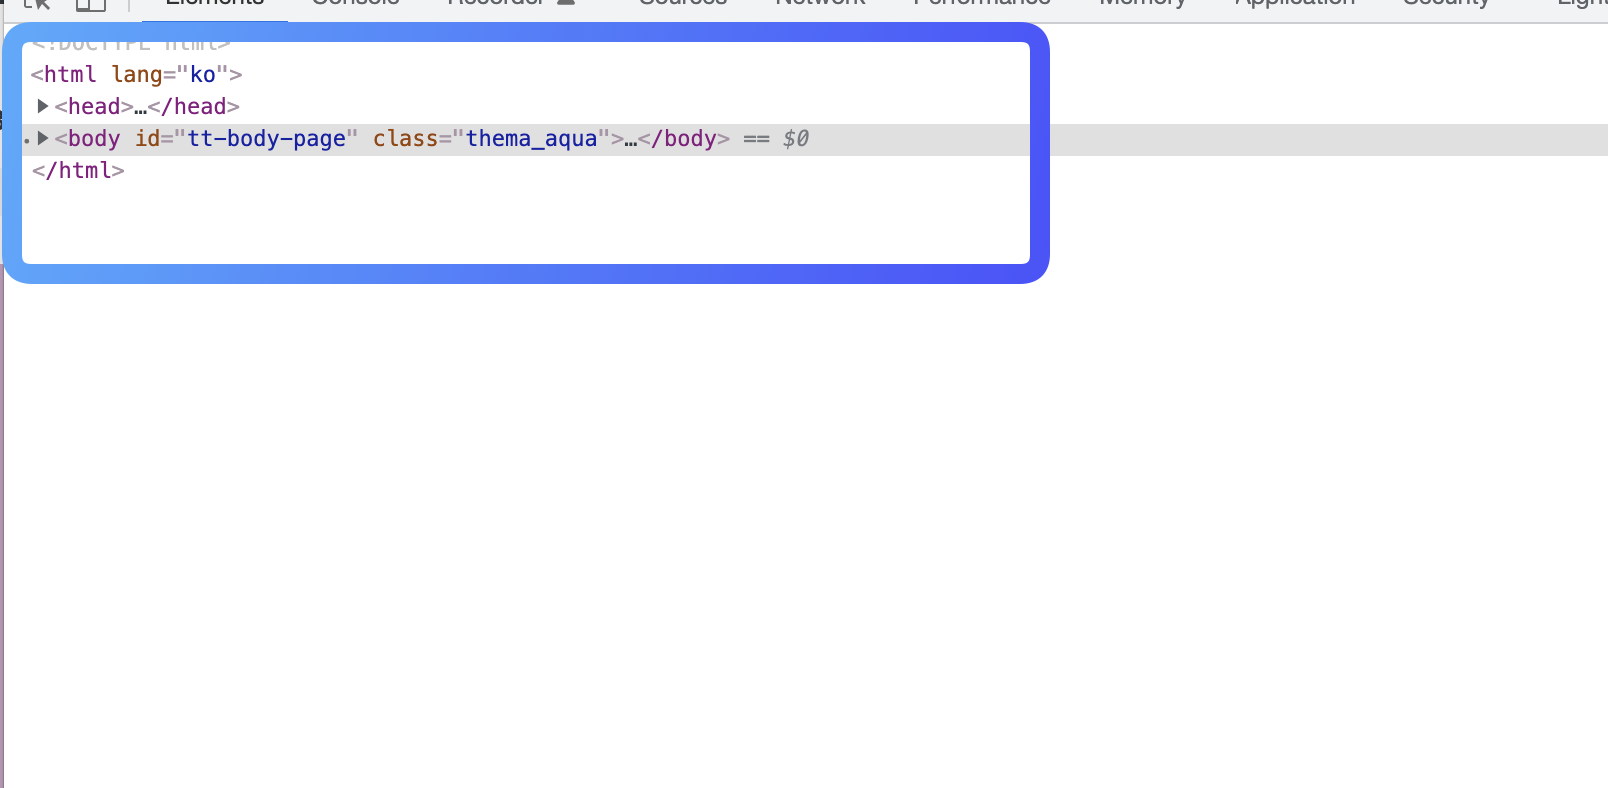 Elements Console Recorder Sources Network Performance Memory Application Security
<!DOCTYPE html>
<html lang="ko">
<head>…</head>
<body id="tt-body-page" class="thema_aqua">…</body> == $0
</html>